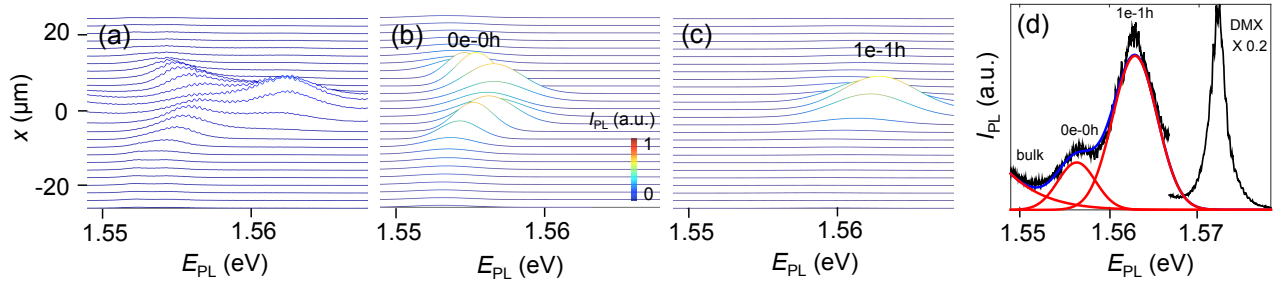 20
0
-20
x (μm)
(a)
1.55
1.56
E_PL (eV)
(b)
0e-0h
I_PL (a.u.)
1
0
1.55
1.56
E_PL (eV)
(c)
1e-1h
1.55
1.56
E_PL (eV)
(d)
1e-1h
DMX
X 0.2
0e-0h
bulk
I_PL (a.u.)
1.55
1.56
1.57
E_PL (eV)